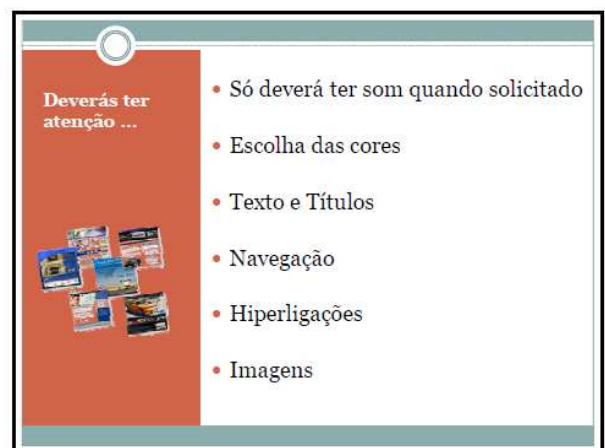 Deverás ter
atenção ...
Só deverá ter som quando solicitado
Escolha das cores
Texto e Títulos
Navegação
Hiperligações
Imagens